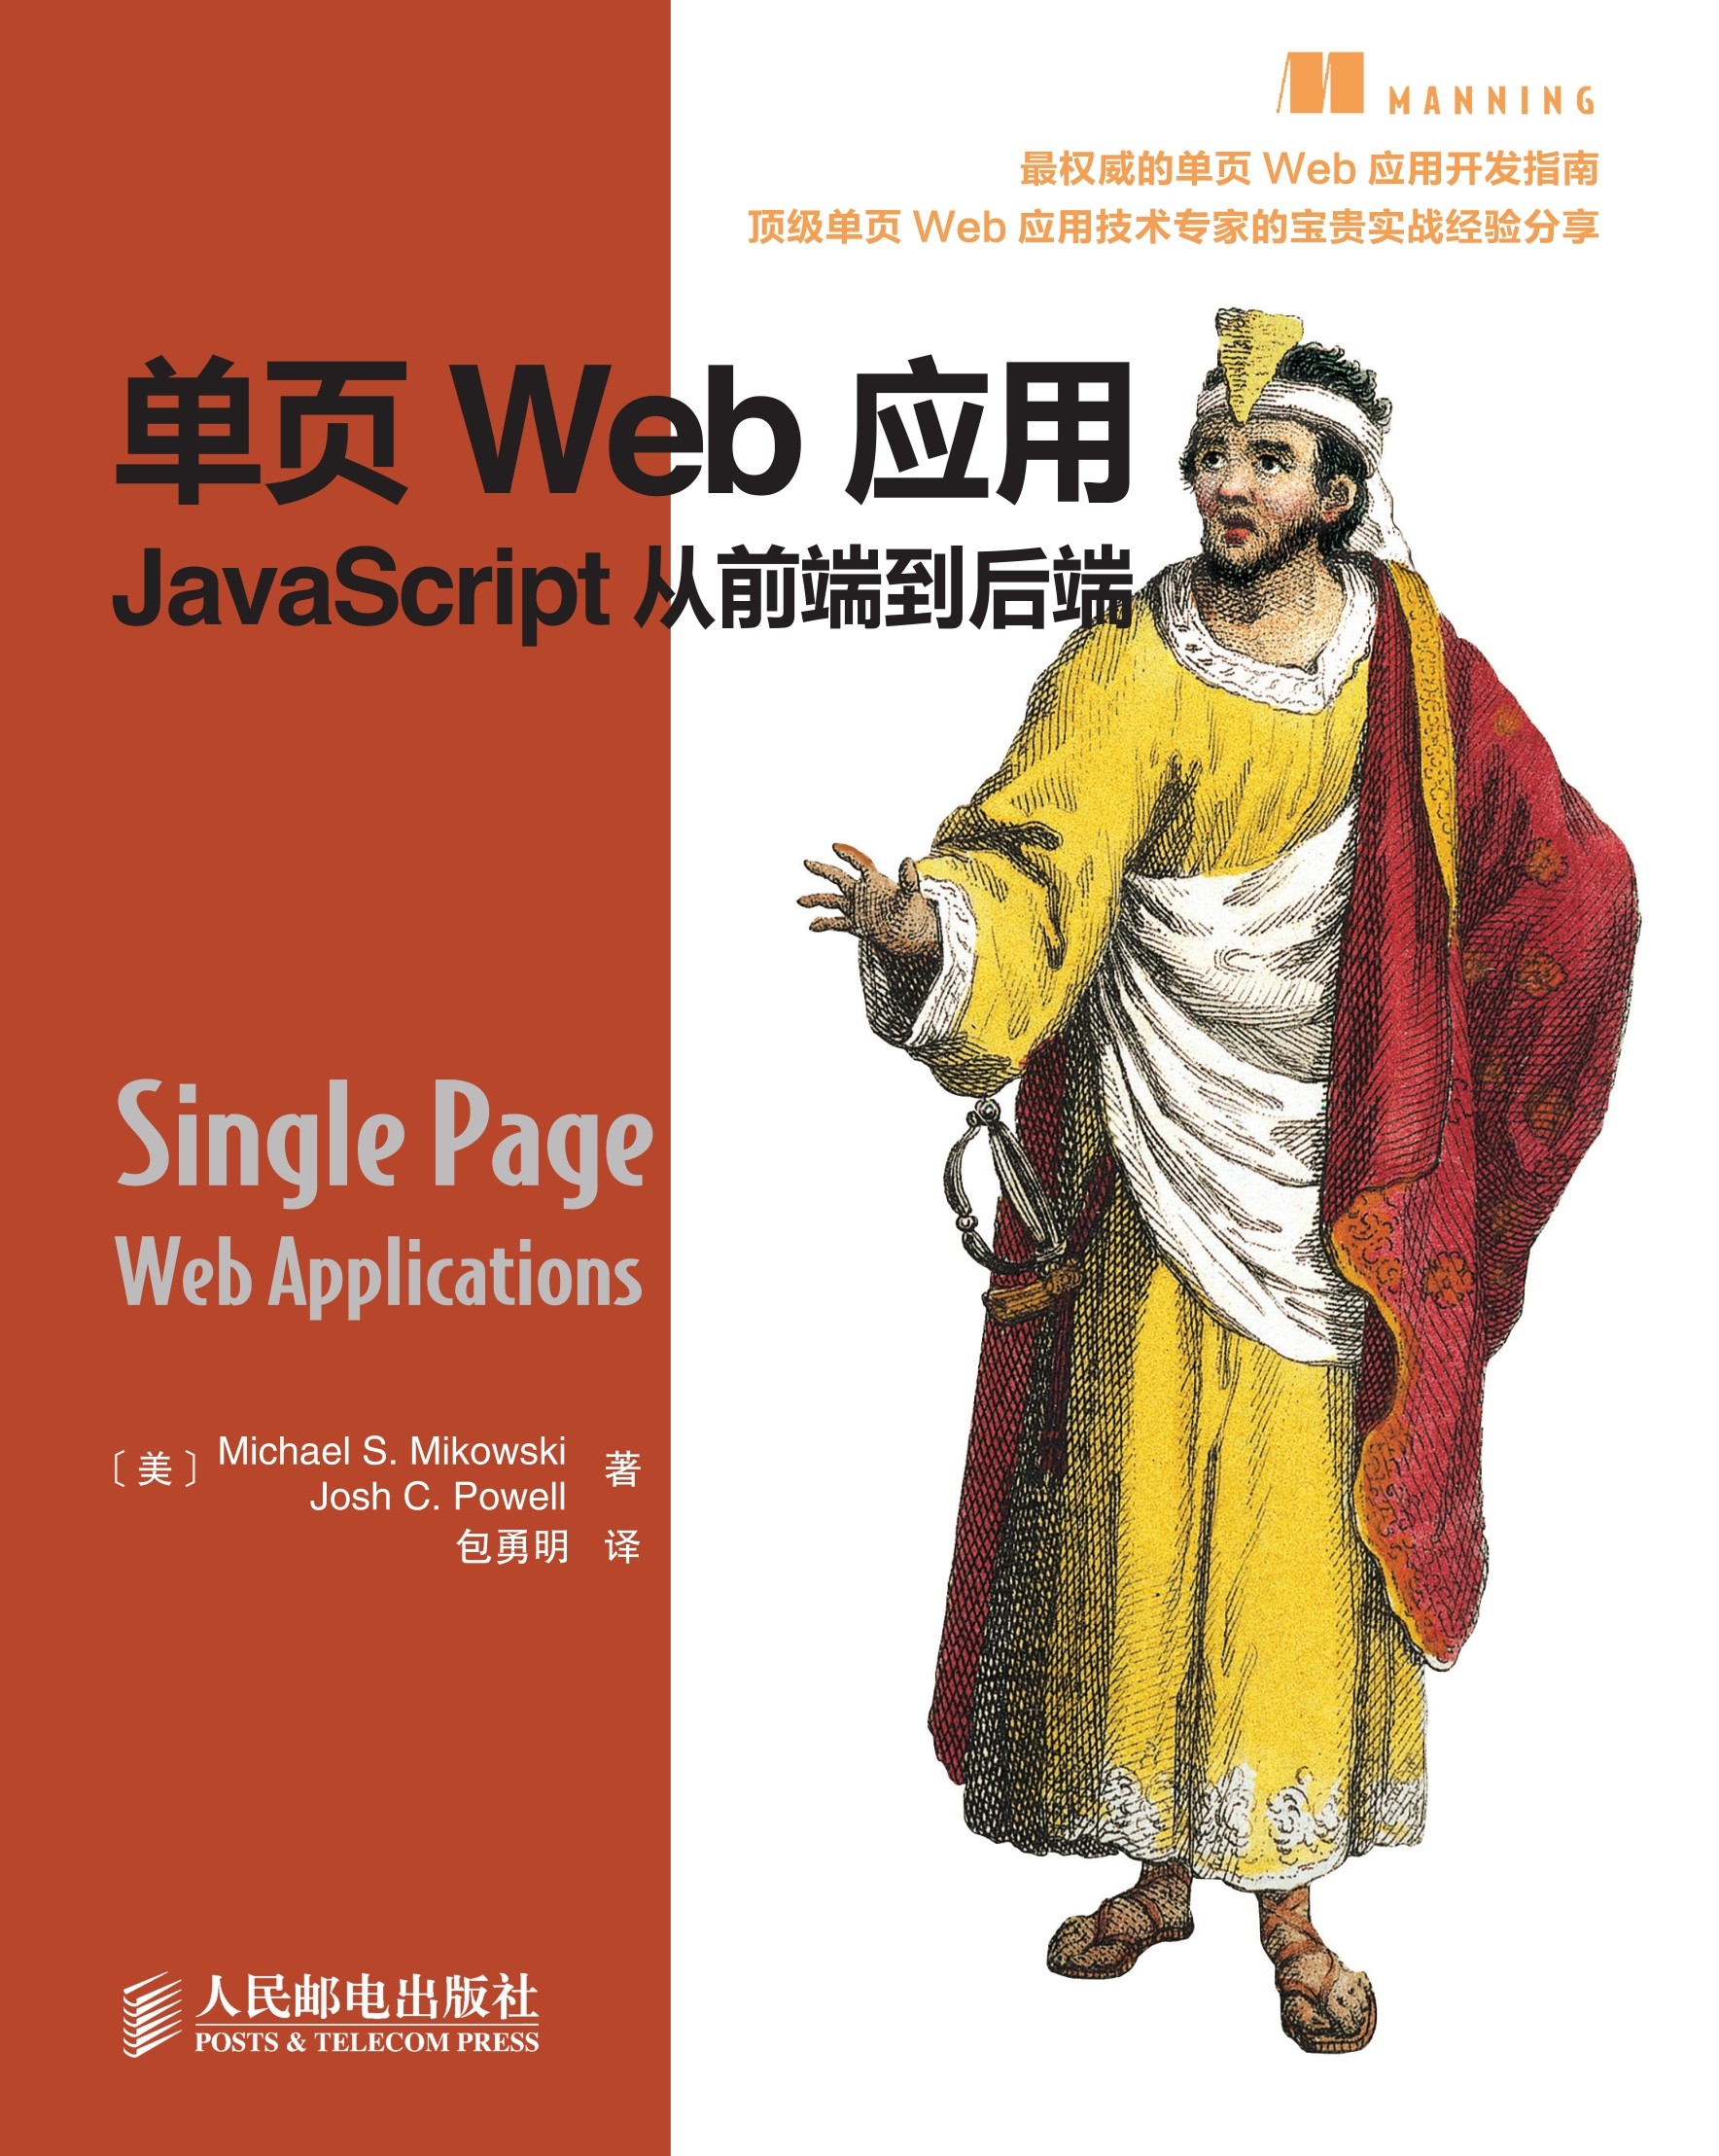 MANNING
最权威的单页 Web 应用开发指南
顶级单页 Web 应用技术专家的宝贵实战经验分享
单页 Web 应用
JavaScript 从前端到后端
Single Page
Web Applications
〔美〕 Michael S. Mikowski 著
Josh C. Powell
包勇明 译
人民邮电出版社
POSTS & TELECOM PRESS